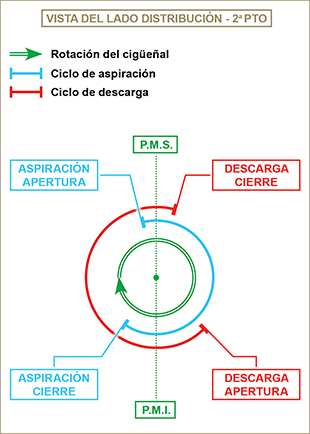 VISTA DEL LADO DISTRIBUCIÓN - 2ª PTO
Rotación del cigüeñal
Ciclo de aspiración
Ciclo de descarga
P.M.S.
ASPIRACIÓN
APERTURA
DESCARGA
CIERRE
ASPIRACIÓN
CIERRE
DESCARGA
APERTURA
P.M.I.